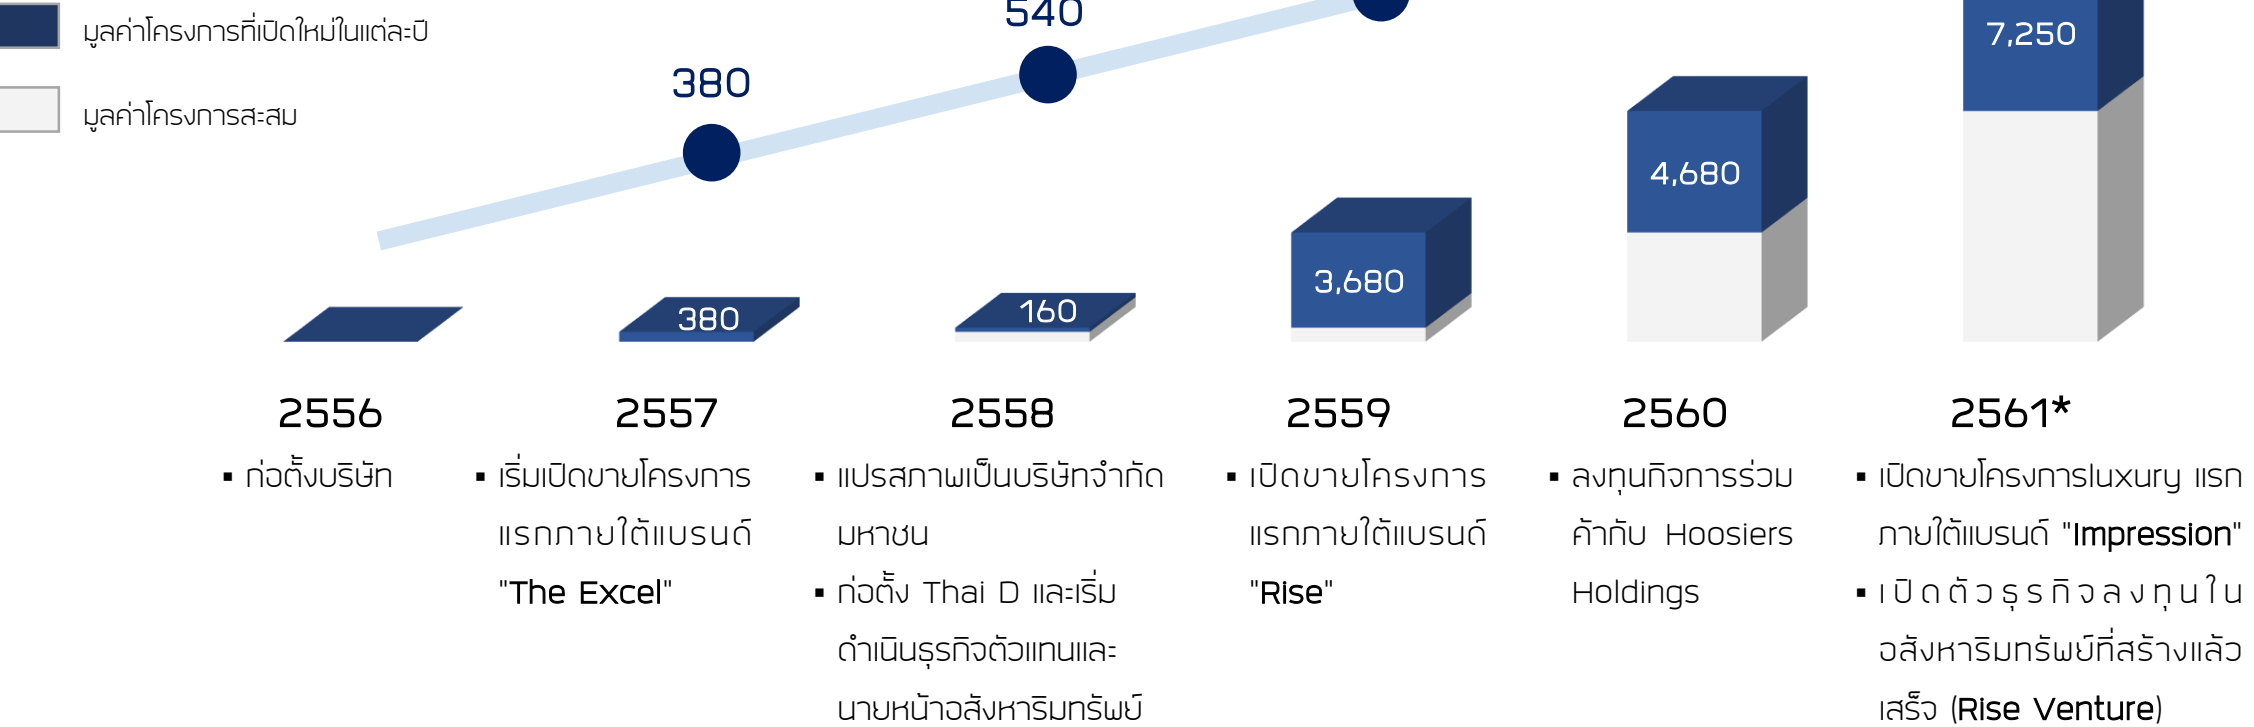 540
มูลค่าโครงการที่เปิดใหม่ในแต่ละปี
7,250
380
มูลค่าโครงการสะสม
4,680
3,680
380
160
2556
2557
2558
2559
2560
2561*
▪ ก่อตั้งบริษัท
▪ เริ่มเปิดขายโครงการ
แรกภายใต้แบรนด์
"The Excel"
▪ แปรสภาพเป็นบริษัทจำกัด
มหาชน
▪ ก่อตั้ง Thai D และเริ่ม
ดำเนินธุรกิจตัวแทนและ
นายหน้าอสังหาริมทรัพย์
▪ เปิดขายโครงการ
แรกภายใต้แบรนด์
"Rise"
▪ ลงทุนกิจการร่วม
ค้ากับ Hoosiers
Holdings
▪ เปิดขายโครงการluxury แรก
ภายใต้แบรนด์ "Impression"
▪ เปิดตัวธุรกิจลงทุนใน
อสังหาริมทรัพย์ที่สร้างแล้ว
เสร็จ (Rise Venture)